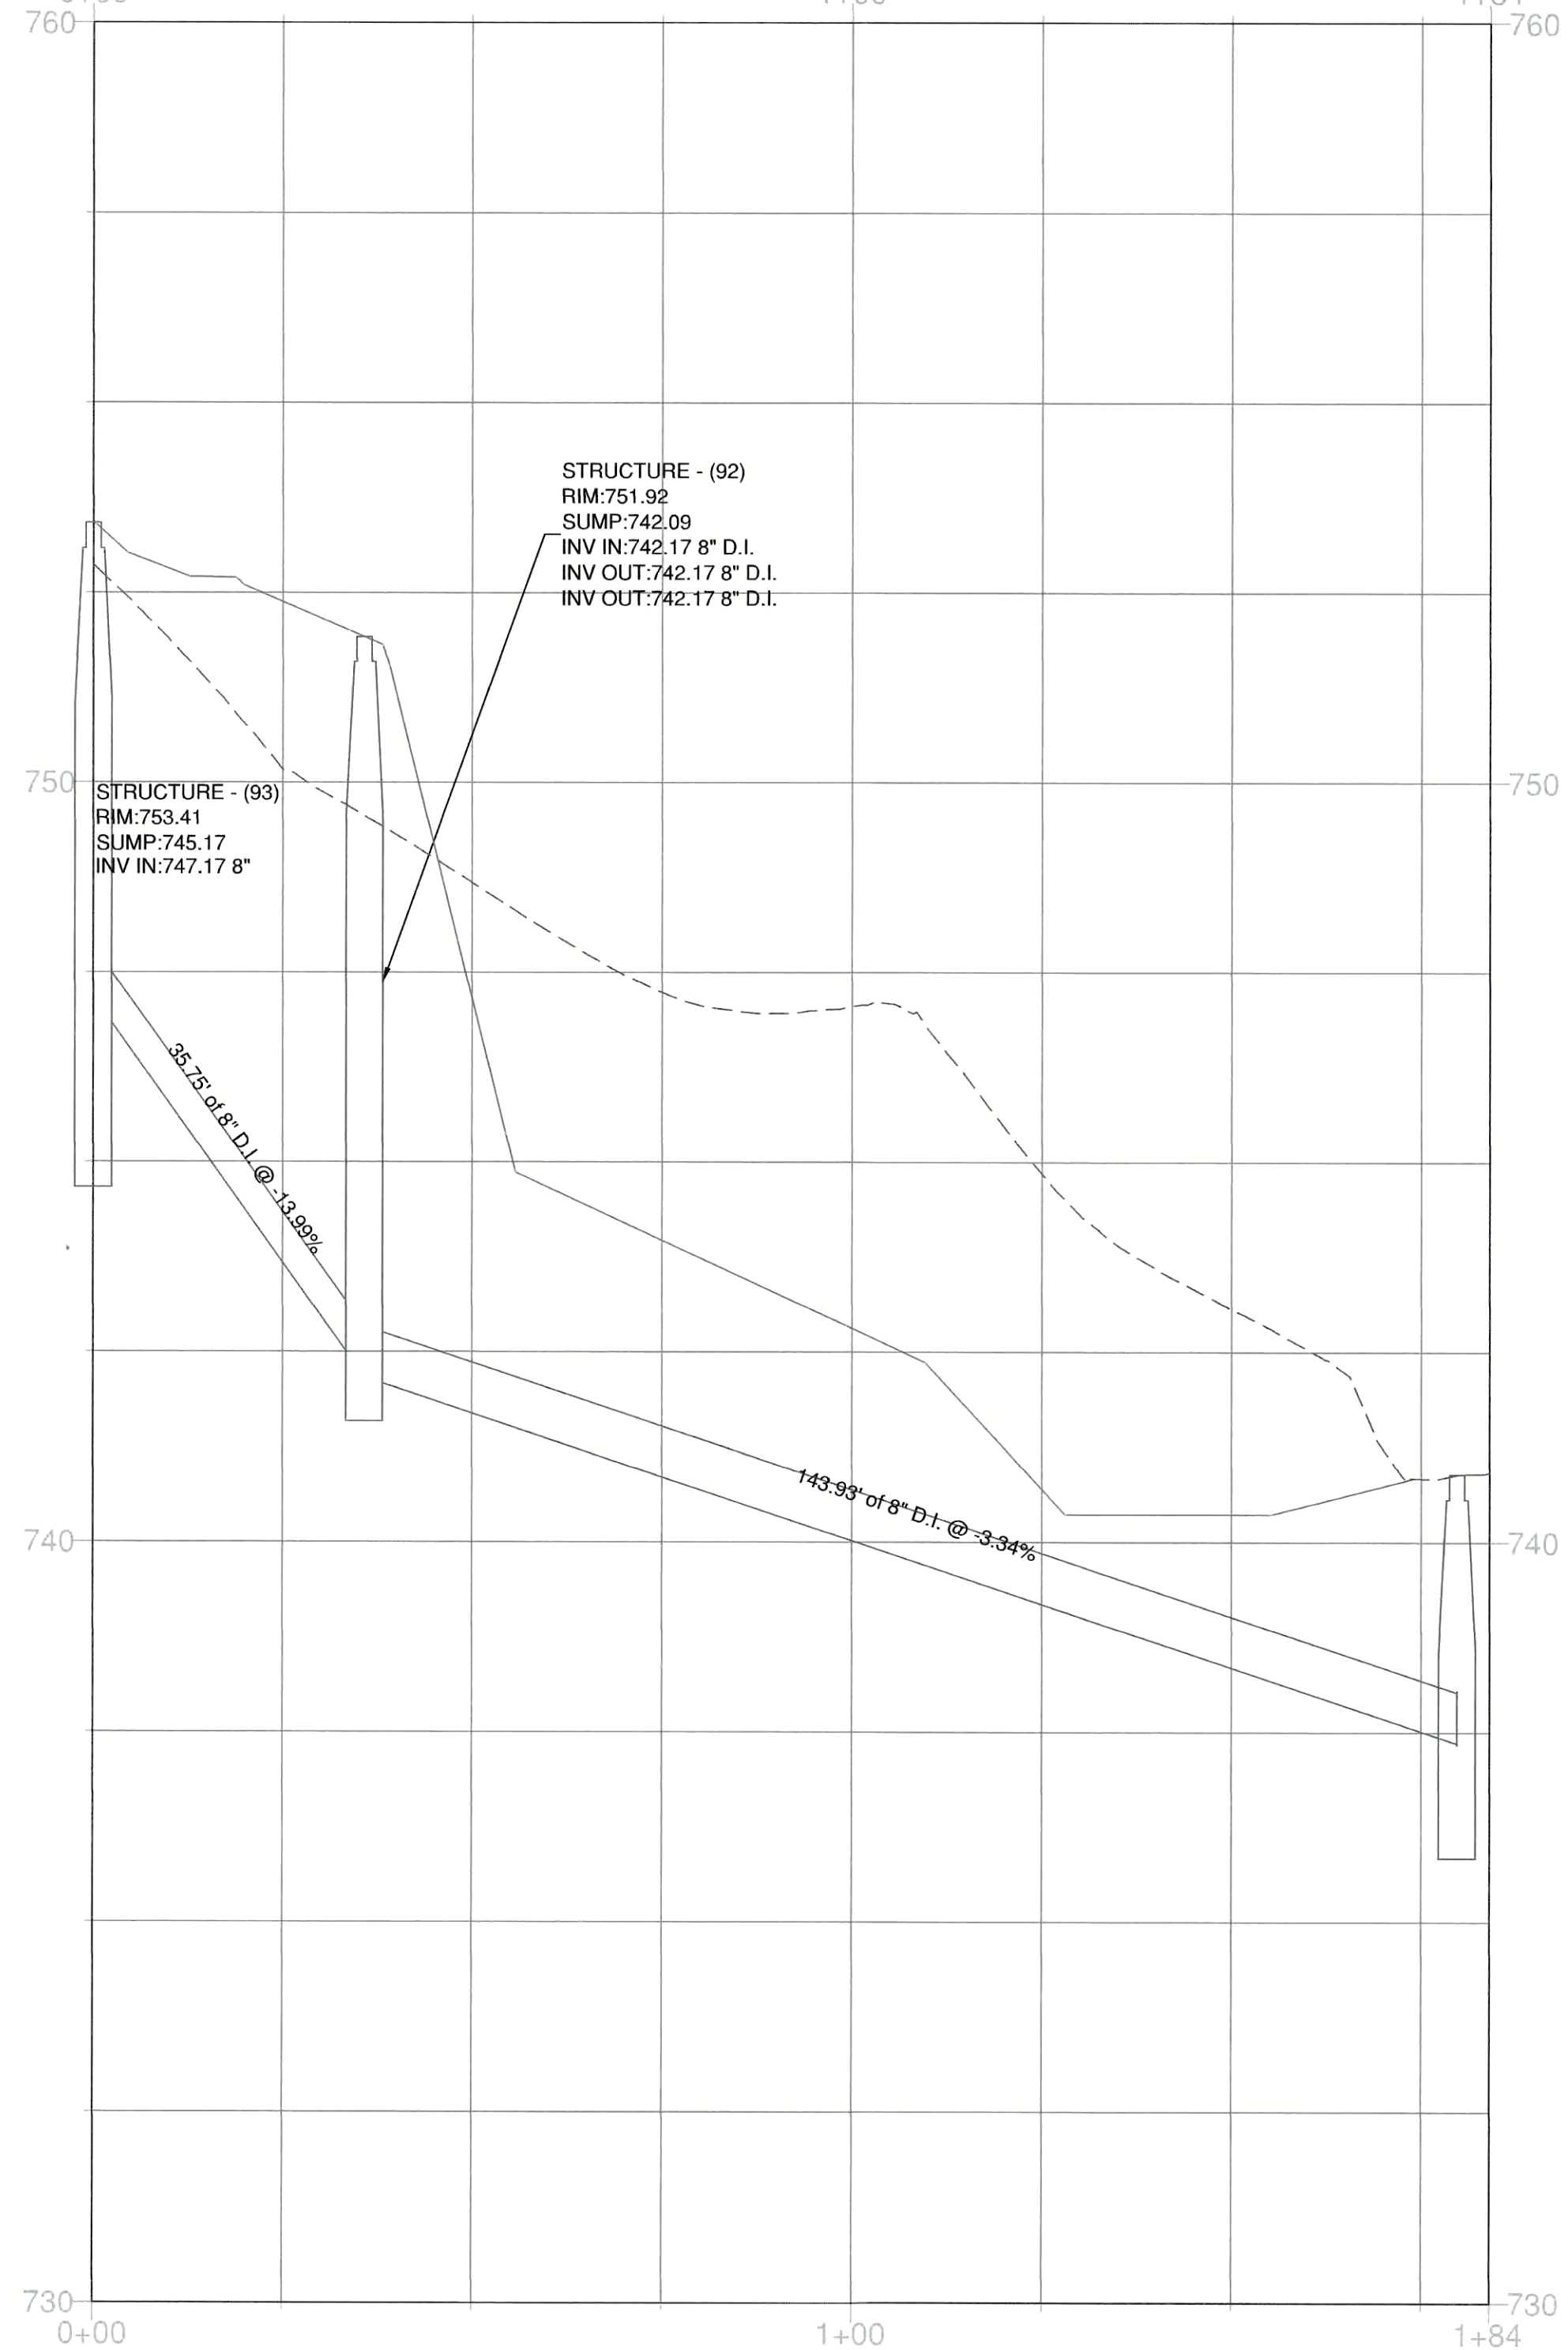 760
760
STRUCTURE - (92)
RIM:751.92
SUMP:742.09
INV IN:742.17 8" D.I.
INV OUT:742.17 8" D.I.
INV OUT:742.17 8" D.I.
750
750
STRUCTURE - (93)
RIM:753.41
SUMP:745.17
INV IN:747.17 8"
35.75' of 8" D.I. @ -13.99%
143.93' of 8" D.I. @ -3.34%
740
740
730
730
0+00
1+00
1+84